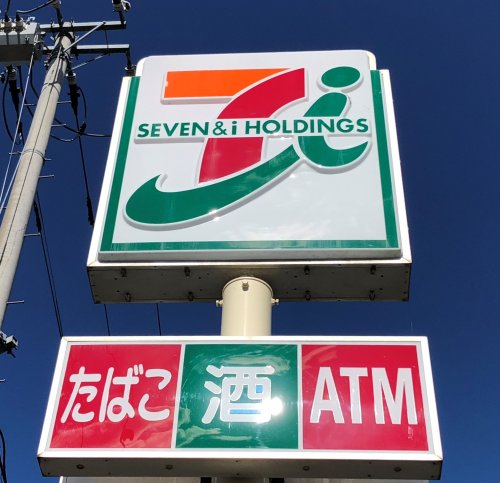 SEVEN & i HOLDINGS
たばこ 酒 ATM